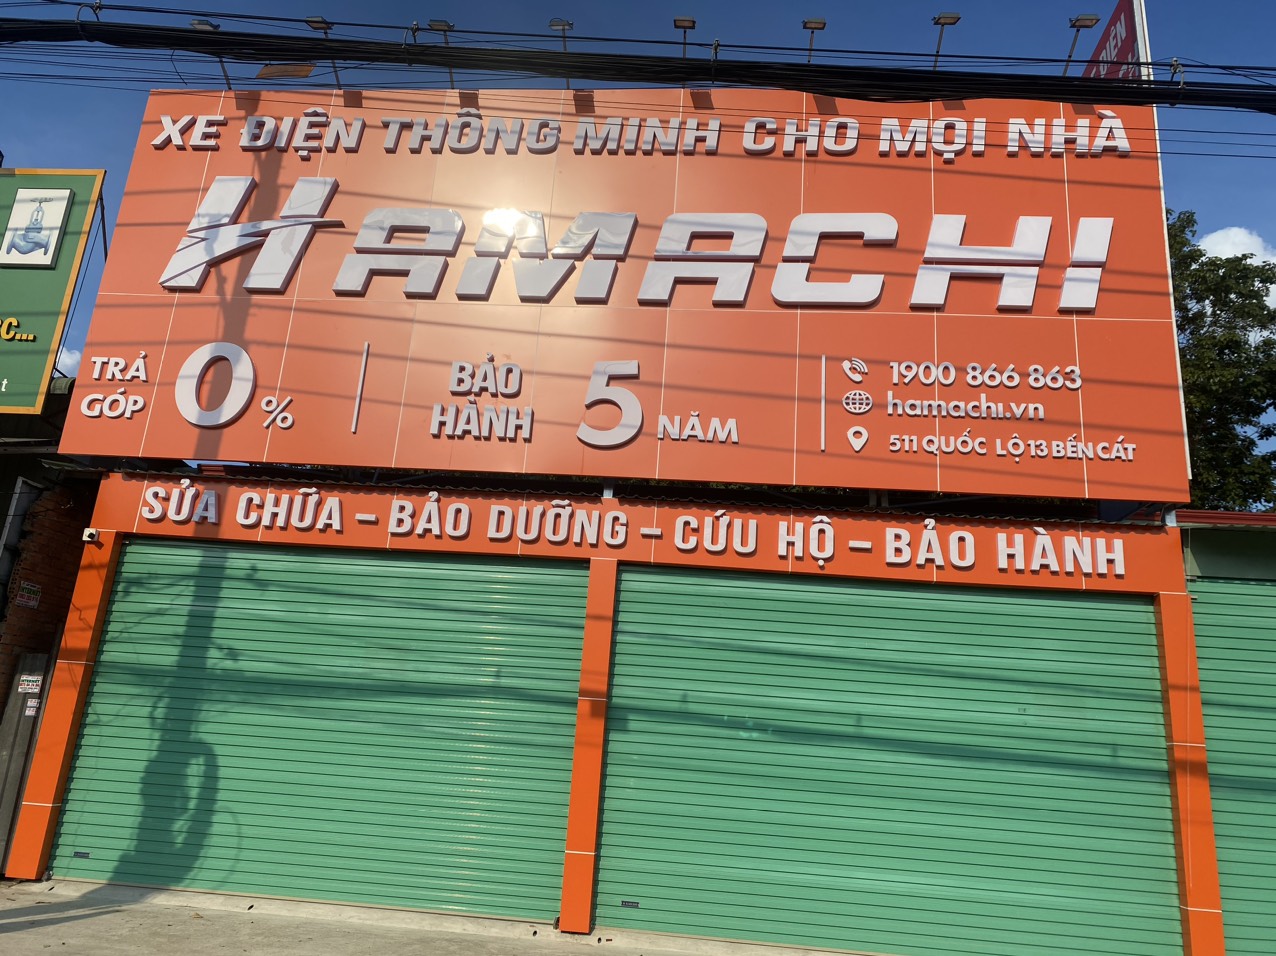 XE ĐIỆN THÔNG MINH CHO MỌI NHÀ
HAMACHI
TRẢ GÓP 0%
BẢO HÀNH 5 NĂM
1900 866 863
hamachi.vn
511 QUỐC LỘ 13 BẾN CÁT
SỬA CHỮA – BẢO DƯỠNG – CỨU HỘ – BẢO HÀNH
ĐIỆN